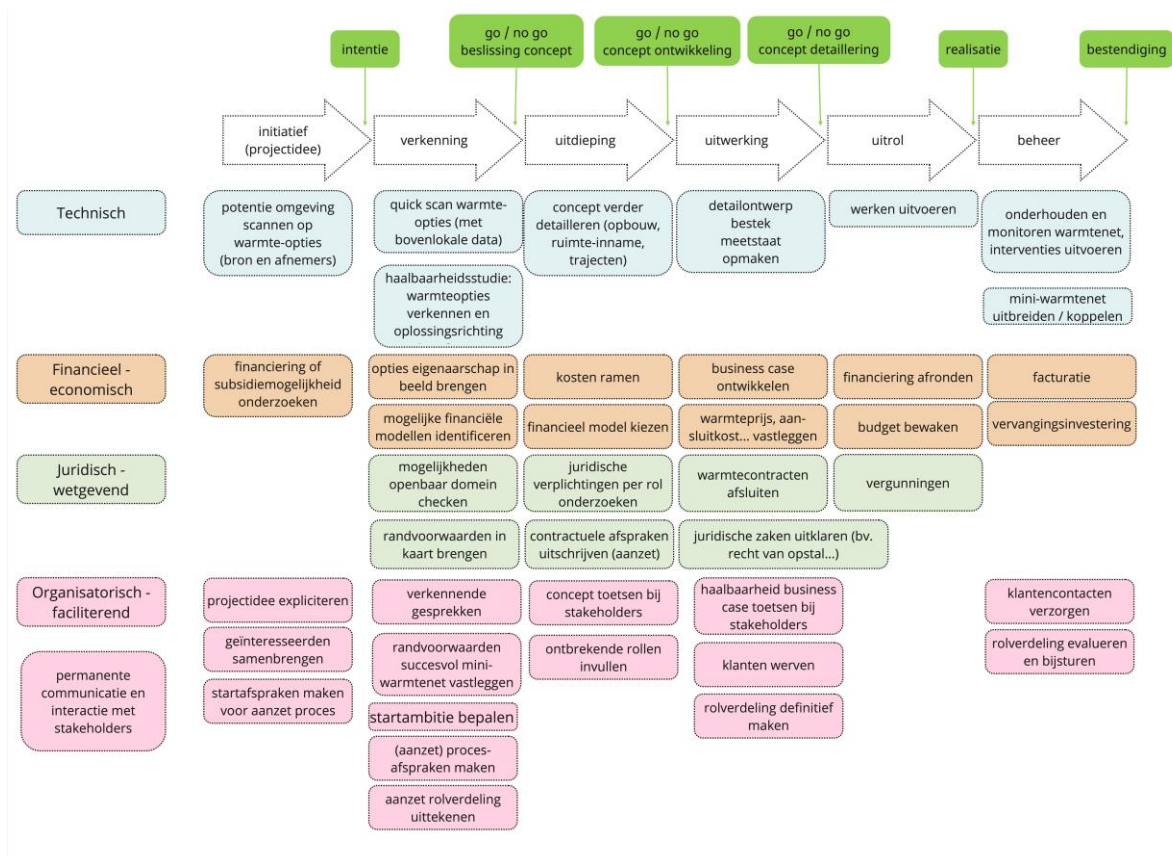 intentie
go / no go
beslissing concept
go / no go
concept ontwikkeling
go / no go
concept detaillering
realisatie
bestendiging
initiatief
(projectidee)
verkenning
uitdieping
uitwerking
uitrol
beheer
Technisch
potentie omgeving
scannen op
warmte-opties
(bron en afnemers)
quick scan warmte-
opties (met
bovenlokale data)
haalbaarheidsstudie:
warmteopties
verkennen en
oplossingsrichting
concept verder
detailleren (opbouw,
ruimte-inname,
trajecten)
detailontwerp
bestek
meetstaat
opmaken
werken uitvoeren
onderhouden en
monitoren warmtenet,
interventies uitvoeren
mini-warmtenet
uitbreiden / koppelen
Financieel -
economisch
financiering of
subsidiemogelijkheid
onderzoeken
opties eigenaarschap in
beeld brengen
mogelijke financiële
modellen identificeren
kosten ramen
financieel model kiezen
business case
ontwikkelen
warmteprijs, aan-
sluitkost... vastleggen
financiering afronden
budget bewaken
facturatie
vervangingsinvestering
Juridisch -
wetgevend
mogelijkheden
openbaar domein
checken
randvoorwaarden in
kaart brengen
juridische
verplichtingen per rol
onderzoeken
contractuele afspraken
uitschrijven (aanzet)
warmtecontracten
afsluiten
juridische zaken uitklaren (bv.
recht van opstal...)
vergunningen
Organisatorisch -
faciliterend
permanente
communicatie en
interactie met
stakeholders
projectidee expliciteren
geïnteresseerden
samenbrengen
startafspraken maken
voor aanzet proces
verkennende
gesprekken
randvoorwaarden
succesvol mini-
warmtenet vastleggen
startambitie bepalen
(aanzet) proces-
afspraken maken
aanzet rolverdeling
uittekenen
concept toetsen bij
stakeholders
ontbrekende rollen
invullen
haalbaarheid business
case toetsen bij
stakeholders
klanten werven
rolverdeling definitief
maken
klantencontacten
verzorgen
rolverdeling evalueren
en bijsturen